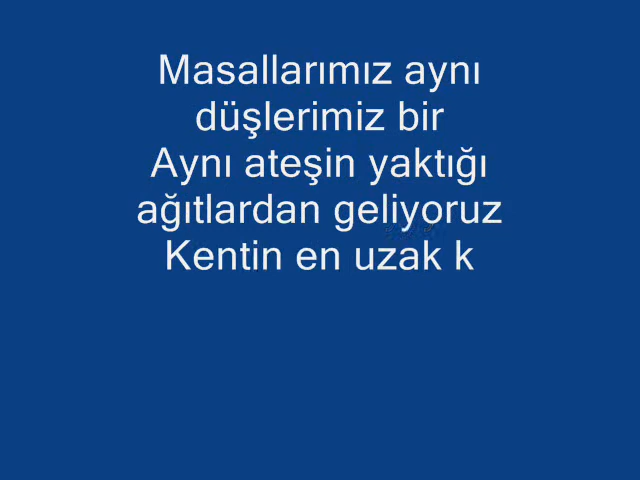 Masallarımız aynı
düşlerimiz bir
Aynı ateşin yaktığı
ağıtlardan geliyoruz
Kentin en uzak k